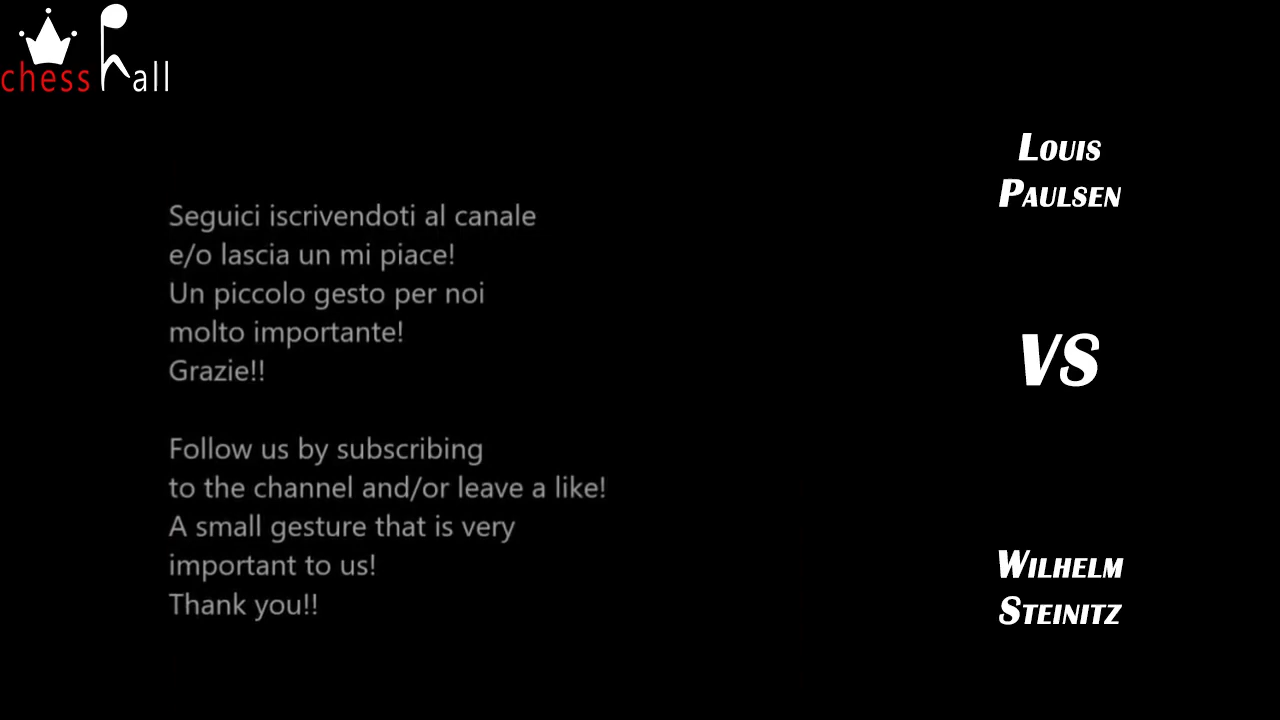 chess hall
Seguici iscrivendoti al canale
e/o lascia un mi piace!
Un piccolo gesto per noi
molto importante!
Grazie!!
Follow us by subscribing
to the channel and/or leave a like!
A small gesture that is very
important to us!
Thank you!!
Louis
Paulsen
VS
Wilhelm
Steinitz